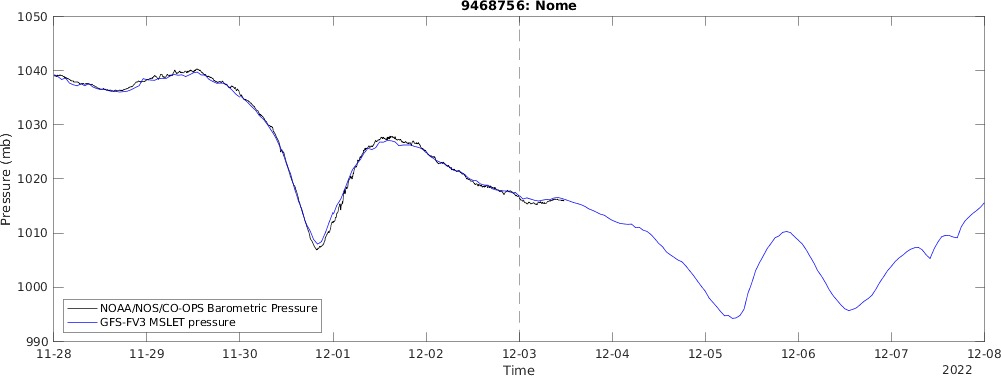 9468756: Nome
1050
1040
1030
1020
1010
1000
990
Pressure (mb)
NOAA/NOS/CO-OPS Barometric Pressure
GFS-FV3 MSLET pressure
11-28 11-29 11-30 12-01 12-02 12-03 12-04 12-05 12-06 12-07 12-08
Time
2022